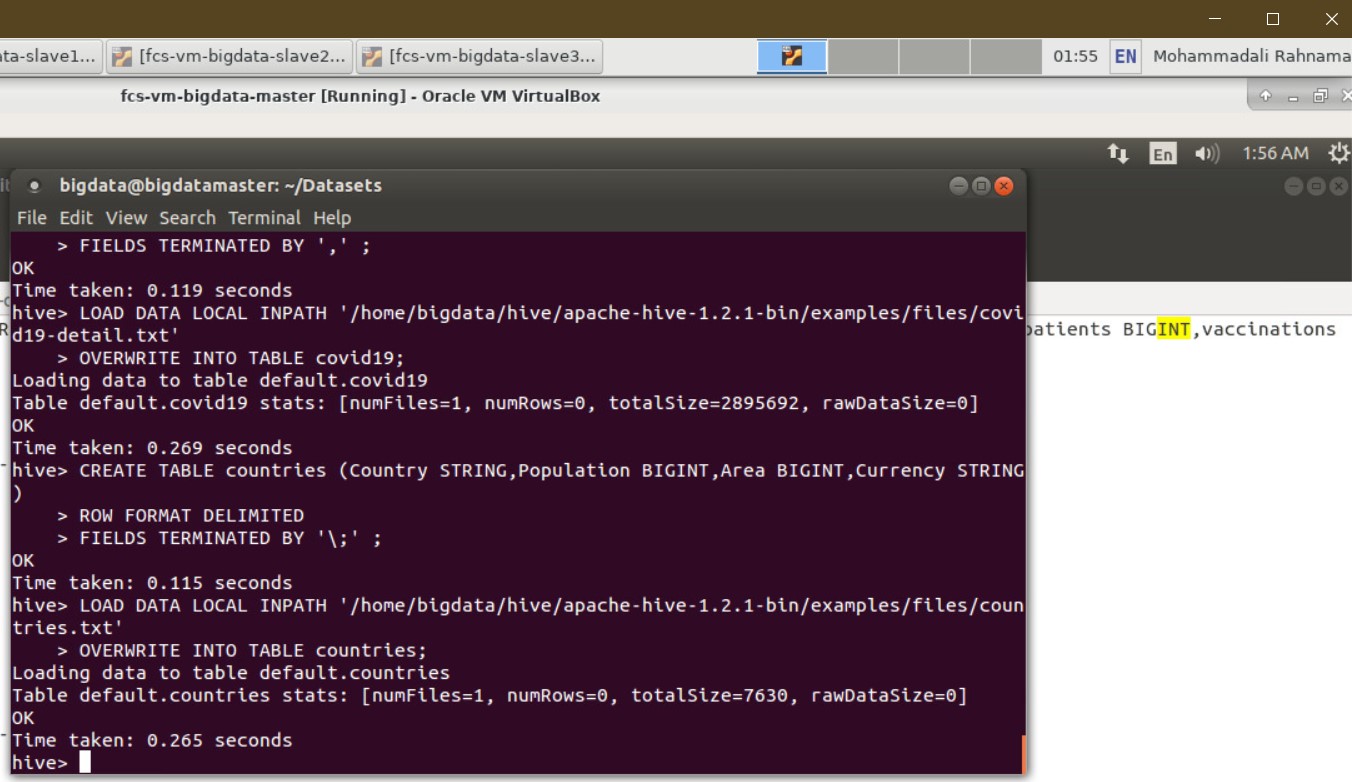 ta-slave1... [fcs-vm-bigdata-slave2... [fcs-vm-bigdata-slave3... 01:55 EN Mohammadali Rahnama
fcs-vm-bigdata-master [Running] - Oracle VM VirtualBox
En 1:56 AM
bigdata@bigdatamaster: ~/Datasets
File Edit View Search Terminal Help
> FIELDS TERMINATED BY ',' ;
OK
Time taken: 0.119 seconds
hive> LOAD DATA LOCAL INPATH '/home/bigdata/hive/apache-hive-1.2.1-bin/examples/files/covi
d19-detail.txt'
> OVERWRITE INTO TABLE covid19;
Loading data to table default.covid19
Table default.covid19 stats: [numFiles=1, numRows=0, totalSize=2895692, rawDataSize=0]
OK
Time taken: 0.269 seconds
hive> CREATE TABLE countries (Country STRING,Population BIGINT,Area BIGINT,Currency STRING
)
> ROW FORMAT DELIMITED
> FIELDS TERMINATED BY '\;' ;
OK
Time taken: 0.115 seconds
hive> LOAD DATA LOCAL INPATH '/home/bigdata/hive/apache-hive-1.2.1-bin/examples/files/coun
tries.txt'
> OVERWRITE INTO TABLE countries;
Loading data to table default.countries
Table default.countries stats: [numFiles=1, numRows=0, totalSize=7630, rawDataSize=0]
OK
Time taken: 0.265 seconds
hive>
patients BIGINT,vaccinations